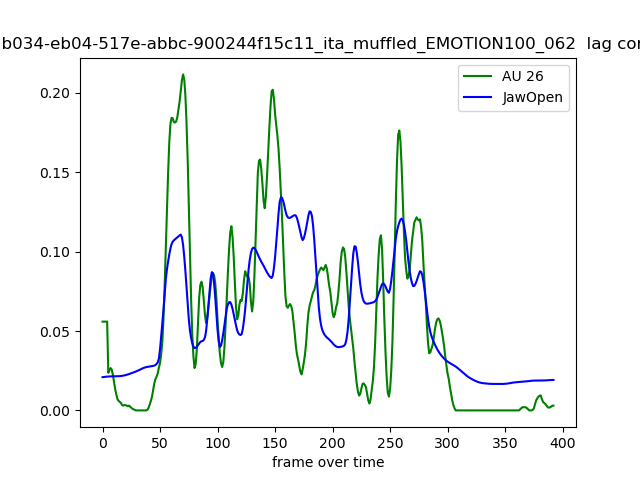 b034-eb04-517e-abbc-900244f15c11_ita_muffled_EMOTION100_062  lag cor
AU 26
JawOpen
0.20
0.15
0.10
0.05
0.00
0 50 100 150 200 250 300 350 400
frame over time